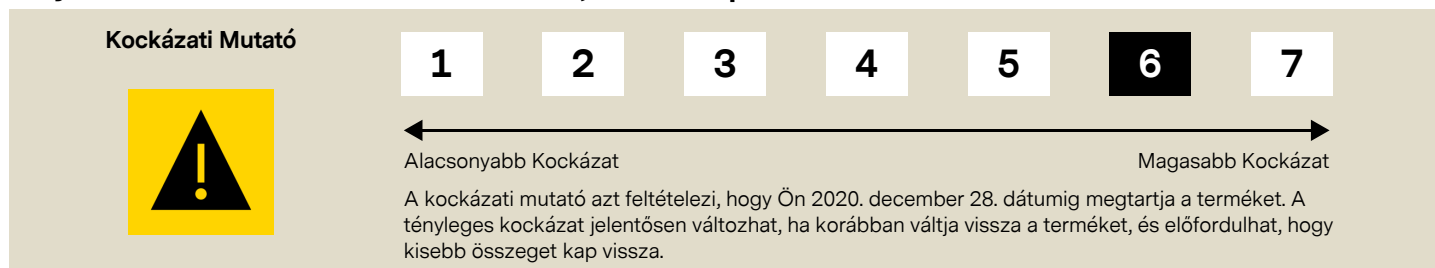 Kockázati Mutató
1 2 3 4 5 6 7
Alacsonyabb Kockázat Magasabb Kockázat
A kockázati mutató azt feltételezi, hogy Ön 2020. december 28. dátumig megtartja a terméket. A
tényleges kockázat jelentősen változhat, ha korábban váltja vissza a terméket, és előfordulhat, hogy
kisebb összeget kap vissza.